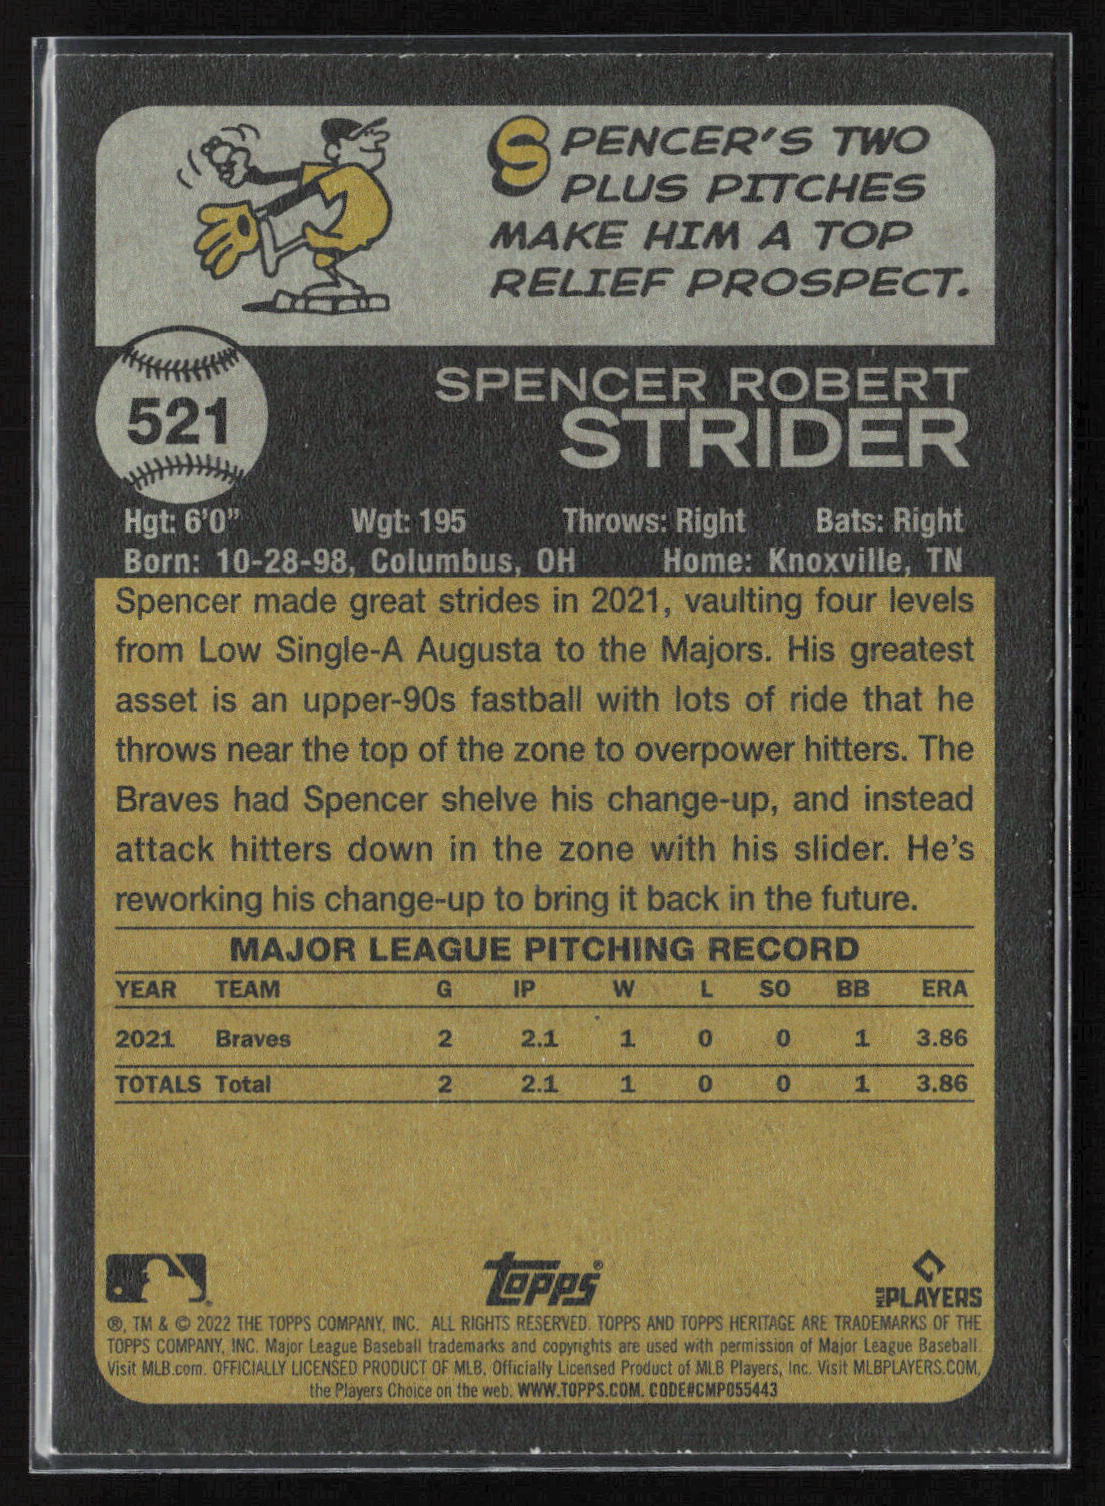 SPENCER'S TWO
PLUS PITCHES
MAKE HIM A TOP
RELIEF PROSPECT.
521
SPENCER ROBERT
STRIDER
Hgt: 6'0" Wgt: 195 Throws: Right Bats: Right
Born: 10-28-98, Columbus, OH Home: Knoxville, TN
Spencer made great strides in 2021, vaulting four levels
from Low Single-A Augusta to the Majors. His greatest
asset is an upper-90s fastball with lots of ride that he
throws near the top of the zone to overpower hitters. The
Braves had Spencer shelve his change-up, and instead
attack hitters down in the zone with his slider. He's
reworking his change-up to bring it back in the future.
MAJOR LEAGUE PITCHING RECORD
YEAR TEAM G IP W L SO BB ERA
2021 Braves 2 2.1 1 0 0 1 3.86
TOTALS Total 2 2.1 1 0 0 1 3.86
topps®
MLB PLAYERS
®, TM & © 2022 THE TOPPS COMPANY, INC. ALL RIGHTS RESERVED. TOPPS AND TOPPS HERITAGE ARE TRADEMARKS OF THE
TOPPS COMPANY, INC. Major League Baseball trademarks and copyrights are used with permission of Major League Baseball.
Visit MLB.com. OFFICIALLY LICENSED PRODUCT OF MLB. Officially Licensed Product of MLB Players, Inc. Visit MLBPLAYERS.COM,
the Players Choice on the web. WWW.TOPPS.COM. CODE#CMP055443